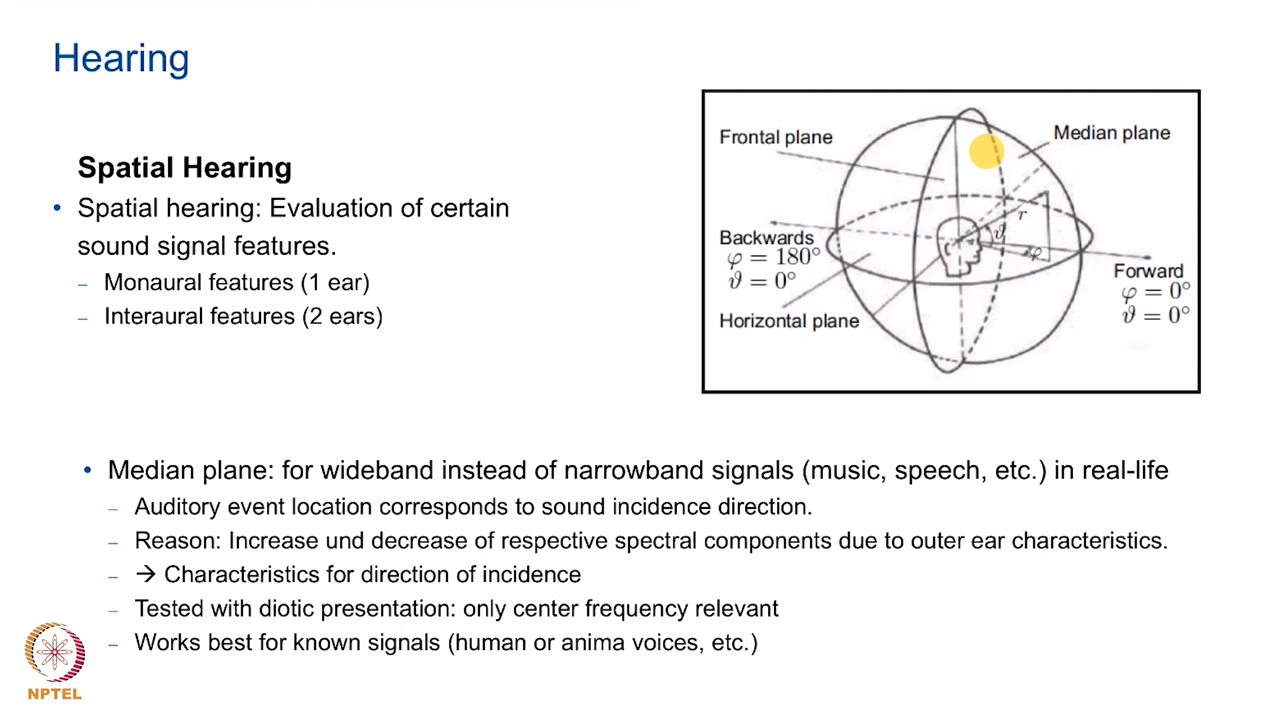 Hearing
Spatial Hearing
• Spatial hearing: Evaluation of certain
sound signal features.
– Monaural features (1 ear)
– Interaural features (2 ears)
Frontal plane
Median plane
r
ϑ
φ
Backwards
φ = 180°
ϑ = 0°
Forward
φ = 0°
ϑ = 0°
Horizontal plane
• Median plane: for wideband instead of narrowband signals (music, speech, etc.) in real-life
– Auditory event location corresponds to sound incidence direction.
– Reason: Increase und decrease of respective spectral components due to outer ear characteristics.
– → Characteristics for direction of incidence
– Tested with diotic presentation: only center frequency relevant
– Works best for known signals (human or anima voices, etc.)
NPTEL